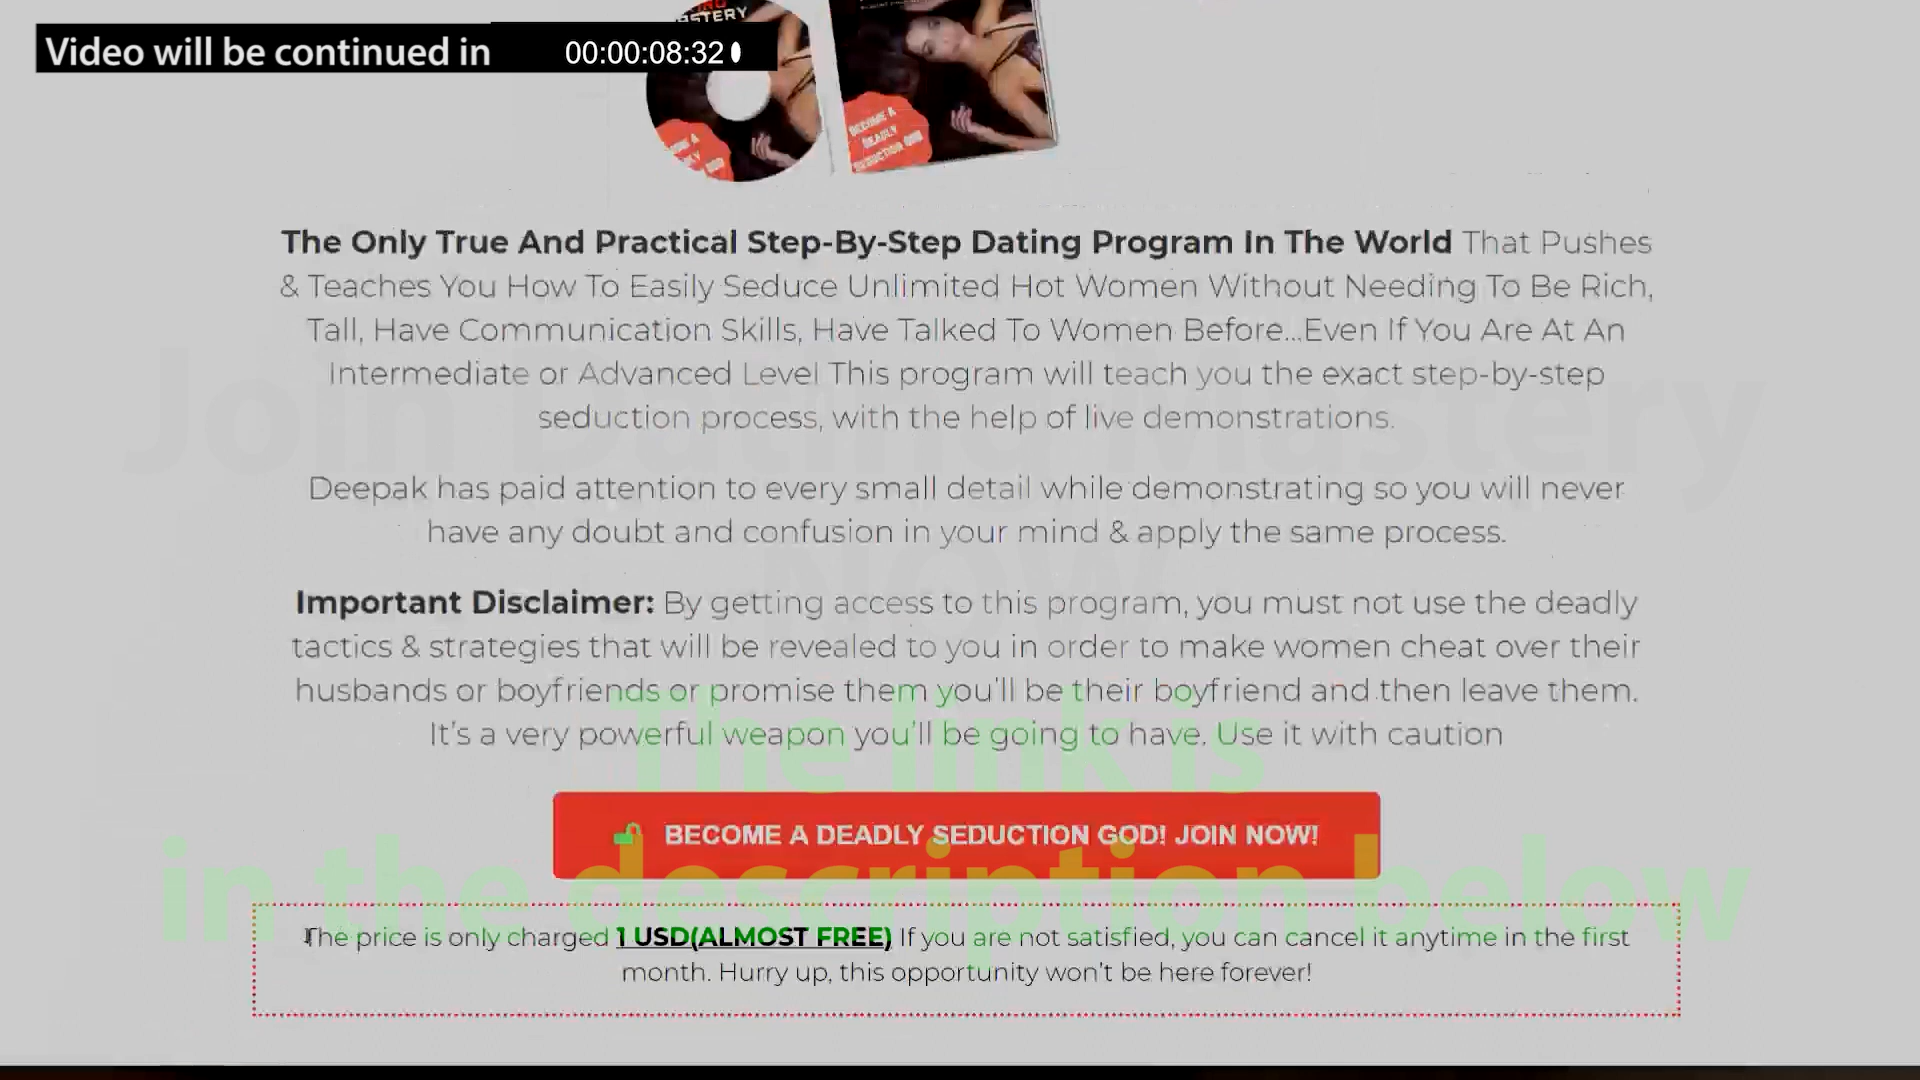 Video will be continued in 00:00:08:32
MASTERY
BECOME A
DEADLY
SEDUCTION GOD
The Only True And Practical Step-By-Step Dating Program In The World That Pushes
& Teaches You How To Easily Seduce Unlimited Hot Women Without Needing To Be Rich,
Tall, Have Communication Skills, Have Talked To Women Before...Even If You Are At An
Intermediate or Advanced Level This program will teach you the exact step-by-step
seduction process, with the help of live demonstrations.
Join Dating Mastery
NOW
Deepak has paid attention to every small detail while demonstrating so you will never
have any doubt and confusion in your mind & apply the same process.
Important Disclaimer: By getting access to this program, you must not use the deadly
tactics & strategies that will be revealed to you in order to make women cheat over their
husbands or boyfriends or promise them you'll be their boyfriend and then leave them.
It's a very powerful weapon you'll be going to have. Use it with caution
The link is
in the description below
BECOME A DEADLY SEDUCTION GOD! JOIN NOW!
The price is only charged 1 USD(ALMOST FREE) If you are not satisfied, you can cancel it anytime in the first
month. Hurry up, this opportunity won't be here forever!